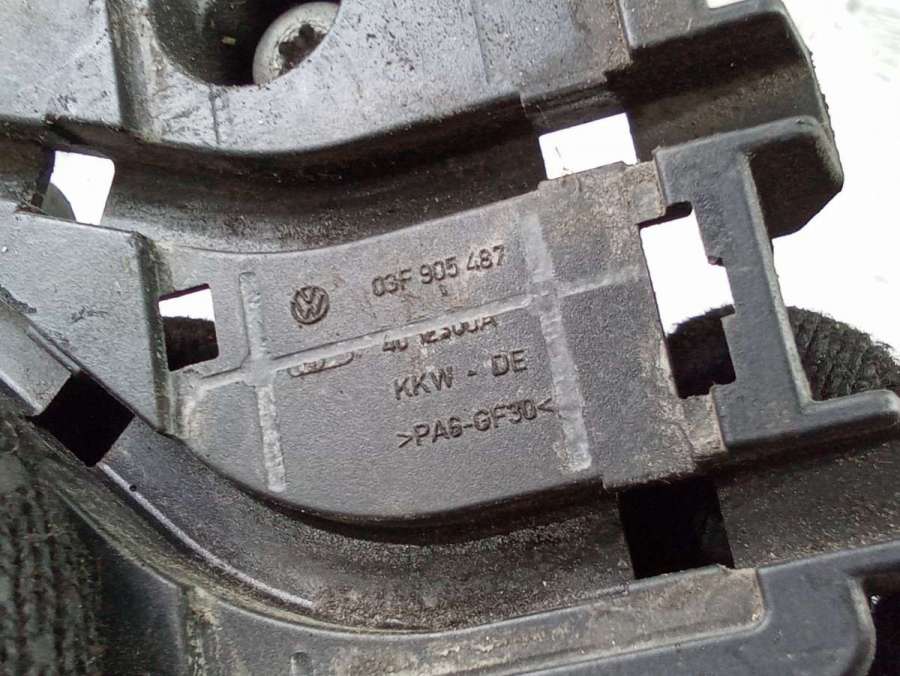 03F 905 487
KKW - DE
>PA6-GF30<